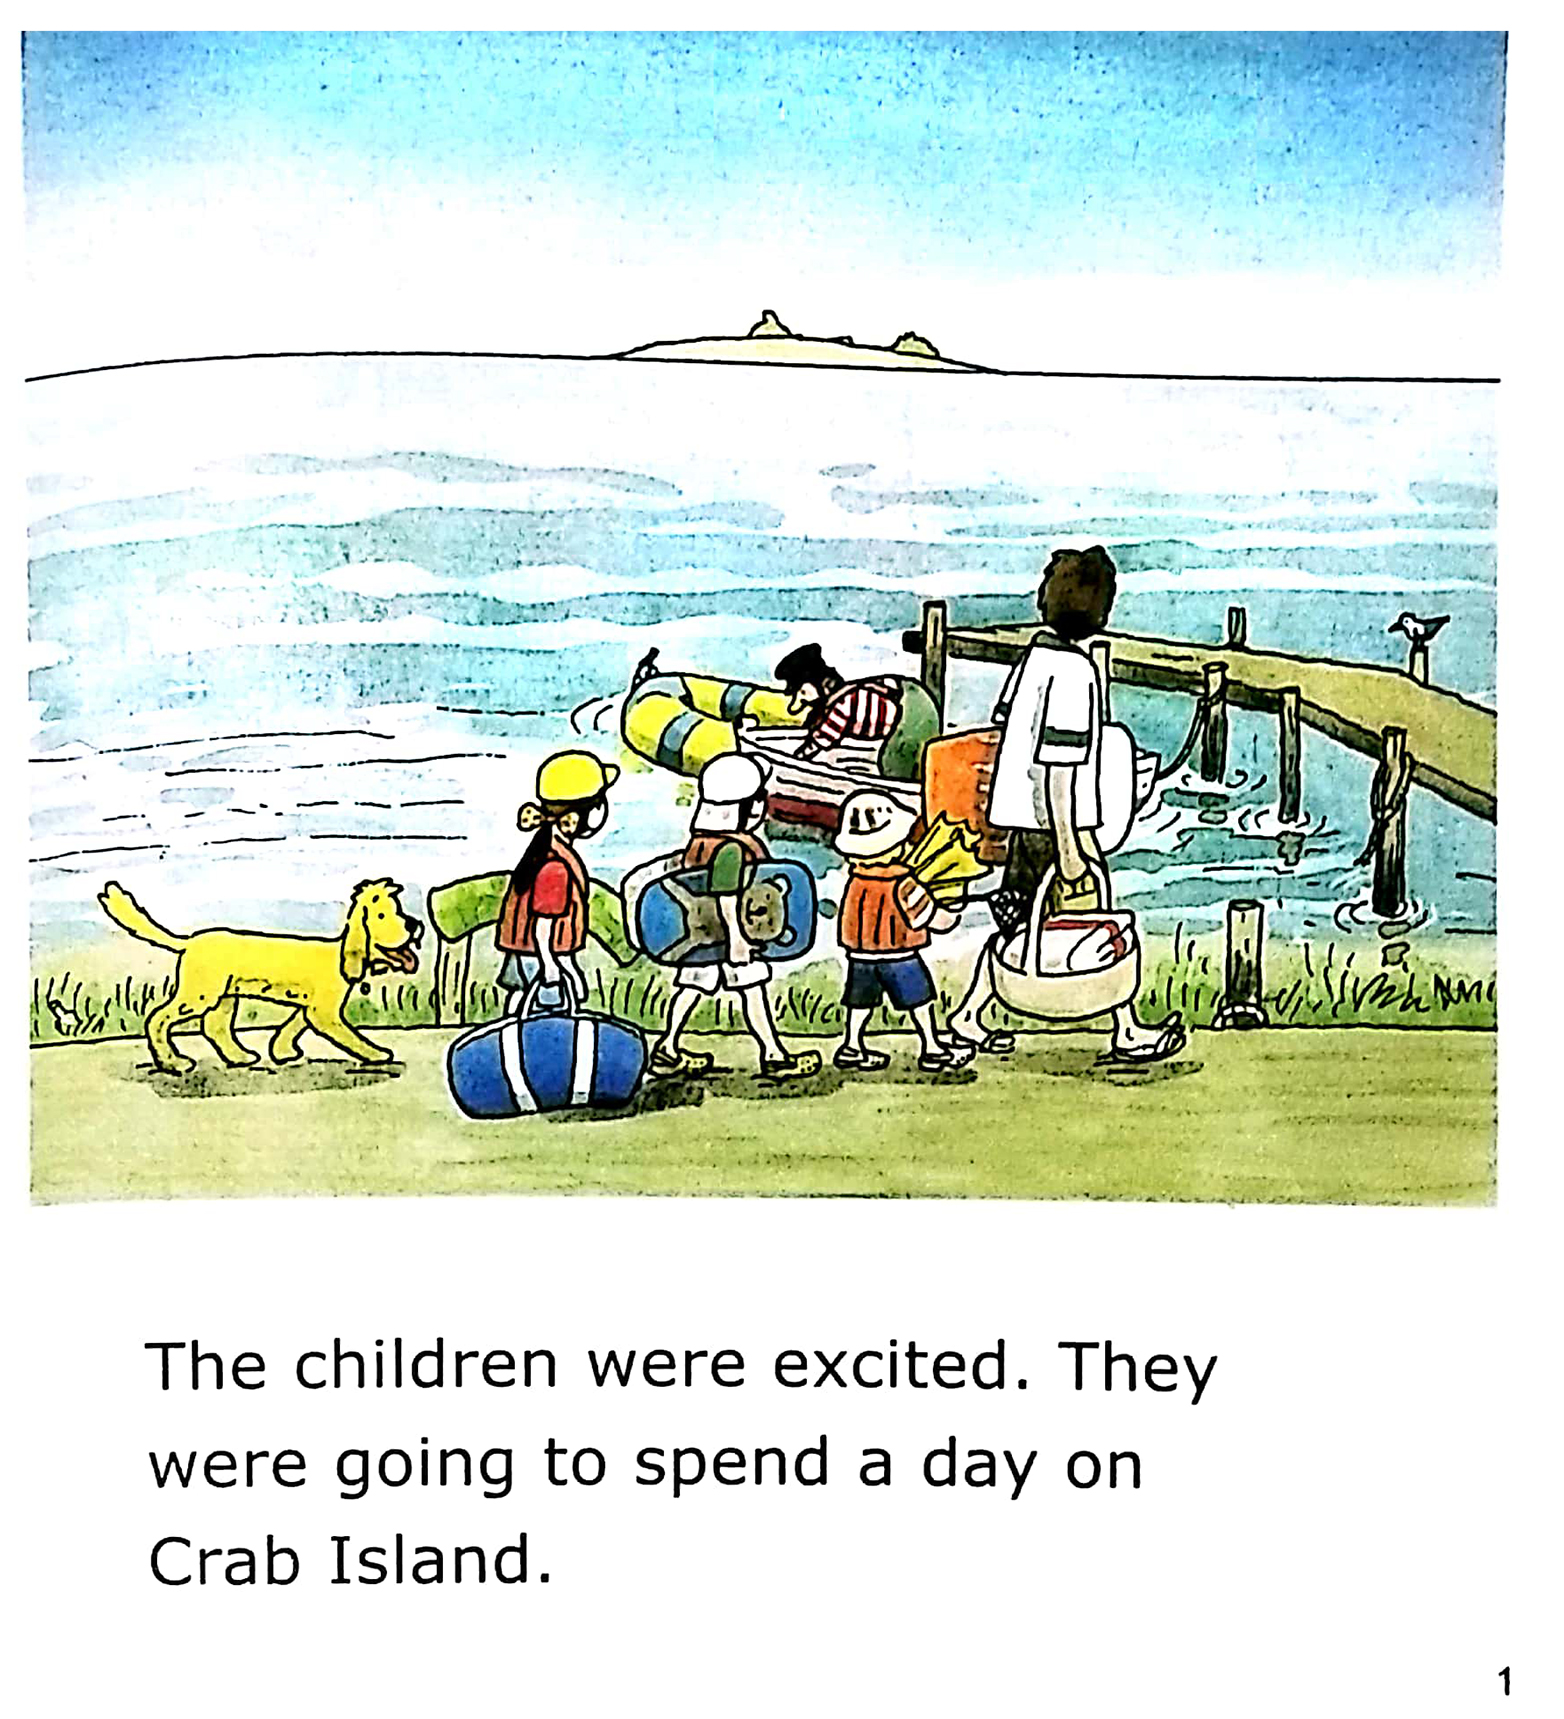 The children were excited. They
were going to spend a day on
Crab Island.
1